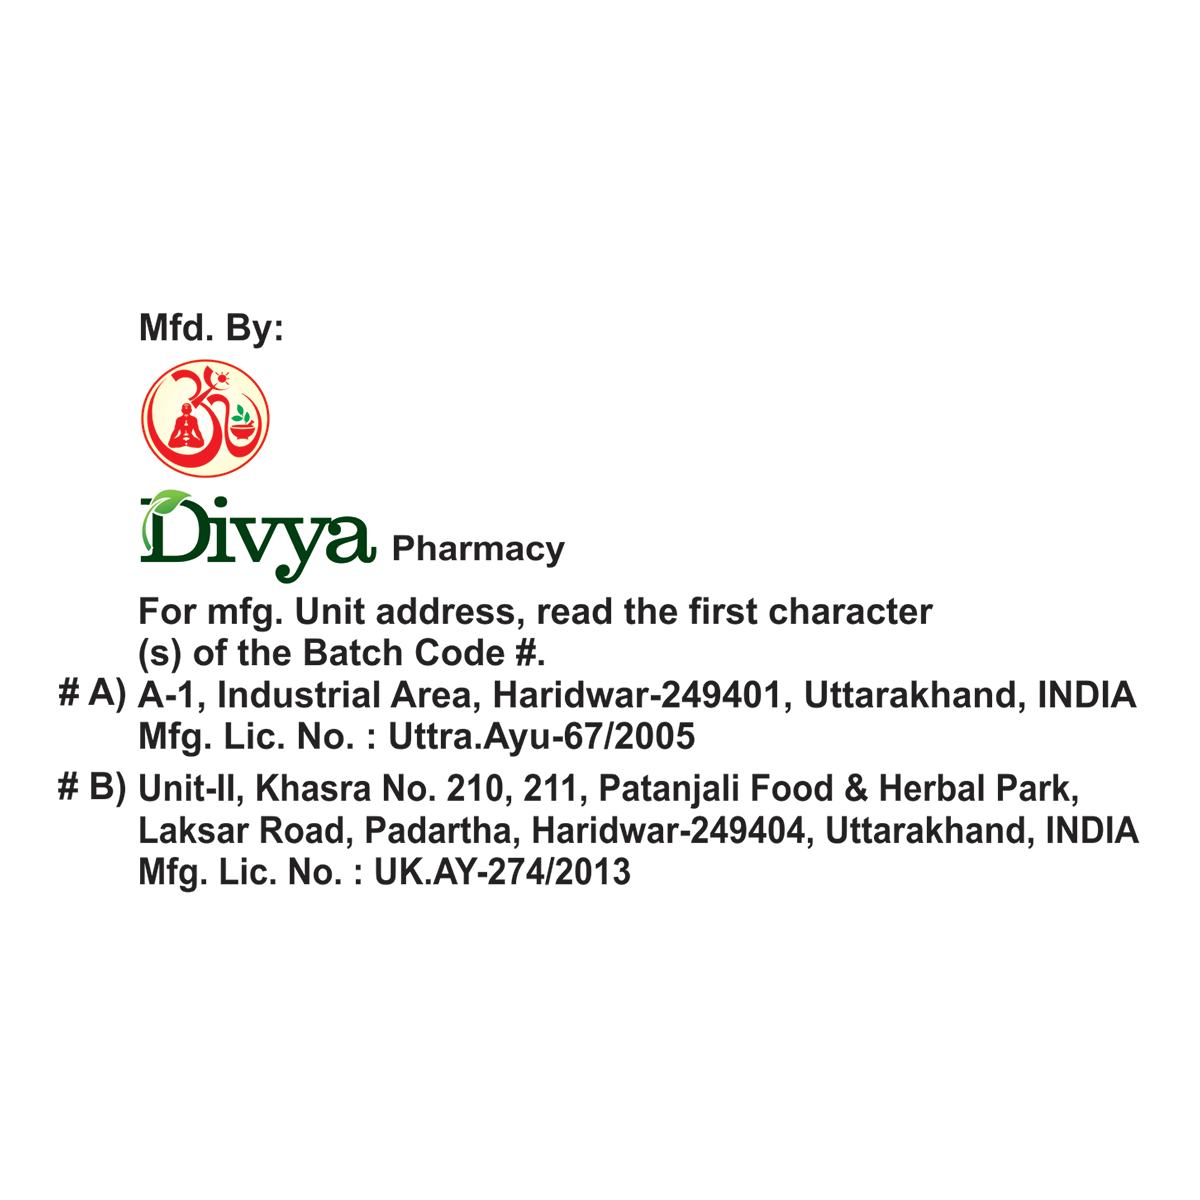 Mfd. By:
Divya Pharmacy
For mfg. Unit address, read the first character
(s) of the Batch Code #.
# A) A-1, Industrial Area, Haridwar-249401, Uttarakhand, INDIA
Mfg. Lic. No. : Uttra.Ayu-67/2005
# B) Unit-II, Khasra No. 210, 211, Patanjali Food & Herbal Park,
Laksar Road, Padartha, Haridwar-249404, Uttarakhand, INDIA
Mfg. Lic. No. : UK.AY-274/2013